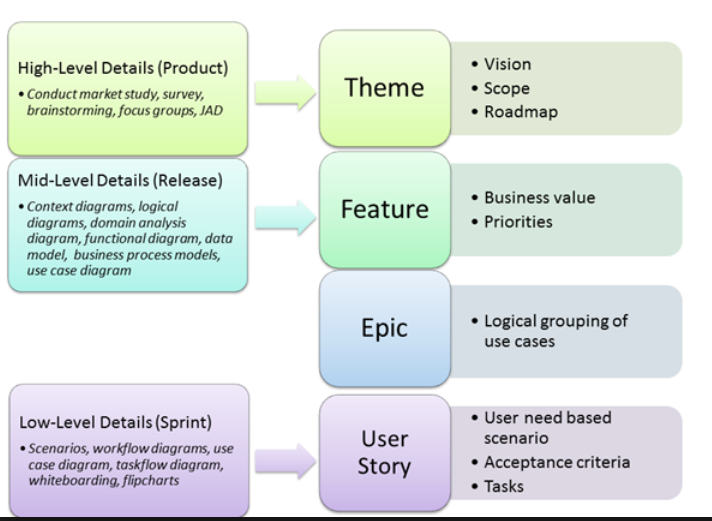 High-Level Details (Product)
• Conduct market study, survey,
brainstorming, focus groups, JAD
Theme
• Vision
• Scope
• Roadmap
Mid-Level Details (Release)
• Context diagrams, logical
diagrams, domain analysis
diagram, functional diagram, data
model, business process models,
use case diagram
Feature
• Business value
• Priorities
Epic
• Logical grouping of
use cases
Low-Level Details (Sprint)
• Scenarios, workflow diagrams, use
case diagram, taskflow diagram,
whiteboarding, flipcharts
User
Story
• User need based
scenario
• Acceptance criteria
• Tasks